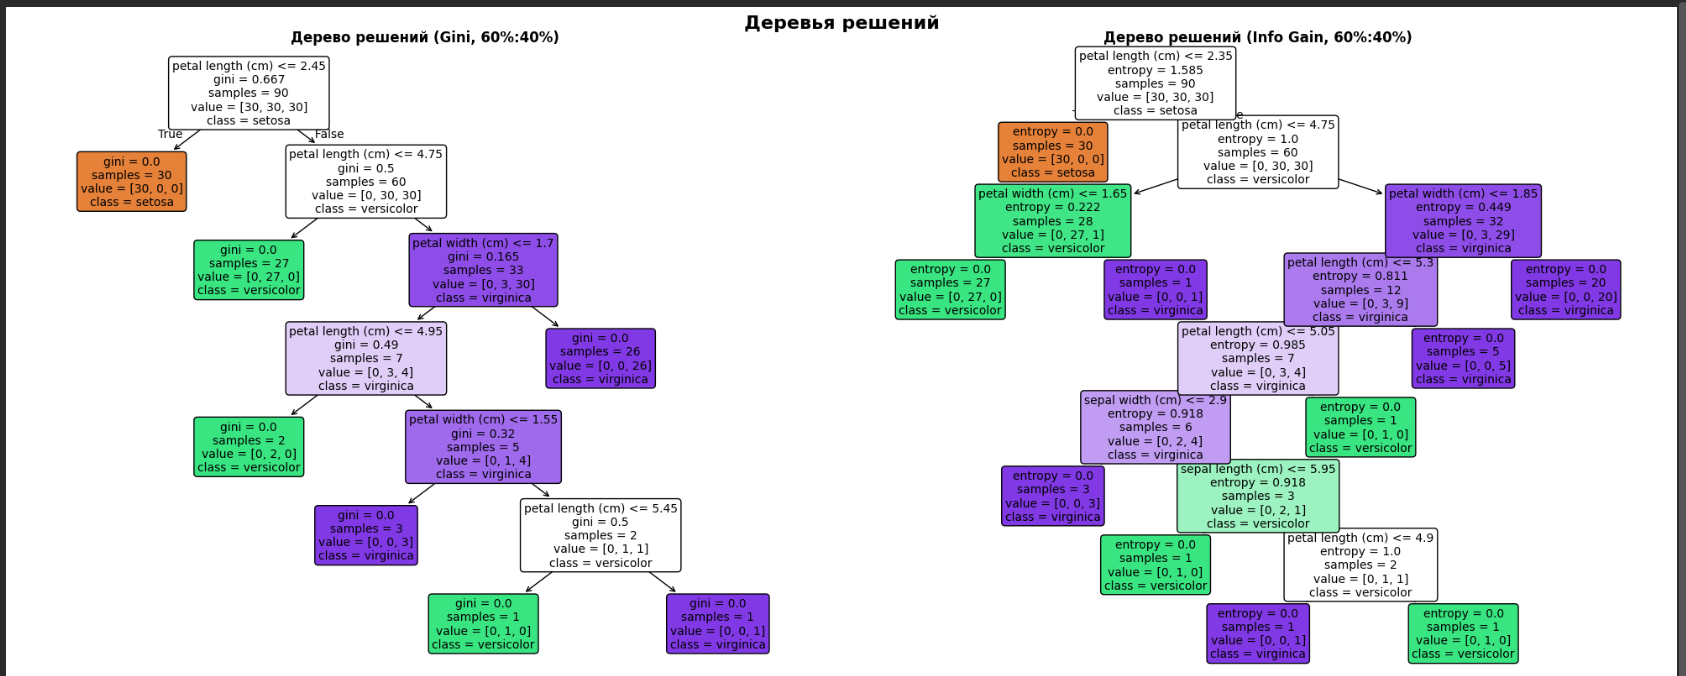 Деревья решений
Дерево решений (Gini, 60%:40%)
petal length (cm) <= 2.45
gini = 0.667
samples = 90
value = [30, 30, 30]
class = setosa
True
False
gini = 0.0
samples = 30
value = [30, 0, 0]
class = setosa
petal length (cm) <= 4.75
gini = 0.5
samples = 60
value = [0, 30, 30]
class = versicolor
gini = 0.0
samples = 27
value = [0, 27, 0]
class = versicolor
petal width (cm) <= 1.7
gini = 0.165
samples = 33
value = [0, 3, 30]
class = virginica
petal length (cm) <= 4.95
gini = 0.49
samples = 7
value = [0, 3, 4]
class = virginica
gini = 0.0
samples = 26
value = [0, 0, 26]
class = virginica
gini = 0.0
samples = 2
value = [0, 2, 0]
class = versicolor
petal width (cm) <= 1.55
gini = 0.32
samples = 5
value = [0, 1, 4]
class = virginica
gini = 0.0
samples = 3
value = [0, 0, 3]
class = virginica
petal length (cm) <= 5.45
gini = 0.5
samples = 2
value = [0, 1, 1]
class = versicolor
gini = 0.0
samples = 1
value = [0, 1, 0]
class = versicolor
gini = 0.0
samples = 1
value = [0, 0, 1]
class = virginica
Дерево решений (Info Gain, 60%:40%)
petal length (cm) <= 2.35
entropy = 1.585
samples = 90
value = [30, 30, 30]
class = setosa
entropy = 0.0
samples = 30
value = [30, 0, 0]
class = setosa
petal length (cm) <= 4.75
entropy = 1.0
samples = 60
value = [0, 30, 30]
class = versicolor
petal width (cm) <= 1.65
entropy = 0.222
samples = 28
value = [0, 27, 1]
class = versicolor
petal width (cm) <= 1.85
entropy = 0.449
samples = 32
value = [0, 3, 29]
class = virginica
entropy = 0.0
samples = 27
value = [0, 27, 0]
class = versicolor
entropy = 0.0
samples = 1
value = [0, 0, 1]
class = virginica
petal length (cm) <= 5.3
entropy = 0.811
samples = 12
value = [0, 3, 9]
class = virginica
entropy = 0.0
samples = 20
value = [0, 0, 20]
class = virginica
petal length (cm) <= 5.05
entropy = 0.985
samples = 7
value = [0, 3, 4]
class = virginica
entropy = 0.0
samples = 5
value = [0, 0, 5]
class = virginica
sepal width (cm) <= 2.9
entropy = 0.918
samples = 6
value = [0, 2, 4]
class = virginica
entropy = 0.0
samples = 1
value = [0, 1, 0]
class = versicolor
entropy = 0.0
samples = 3
value = [0, 0, 3]
class = virginica
sepal length (cm) <= 5.95
entropy = 0.918
samples = 3
value = [0, 2, 1]
class = versicolor
entropy = 0.0
samples = 1
value = [0, 1, 0]
class = versicolor
petal length (cm) <= 4.9
entropy = 1.0
samples = 2
value = [0, 1, 1]
class = versicolor
entropy = 0.0
samples = 1
value = [0, 0, 1]
class = virginica
entropy = 0.0
samples = 1
value = [0, 1, 0]
class = versicolor